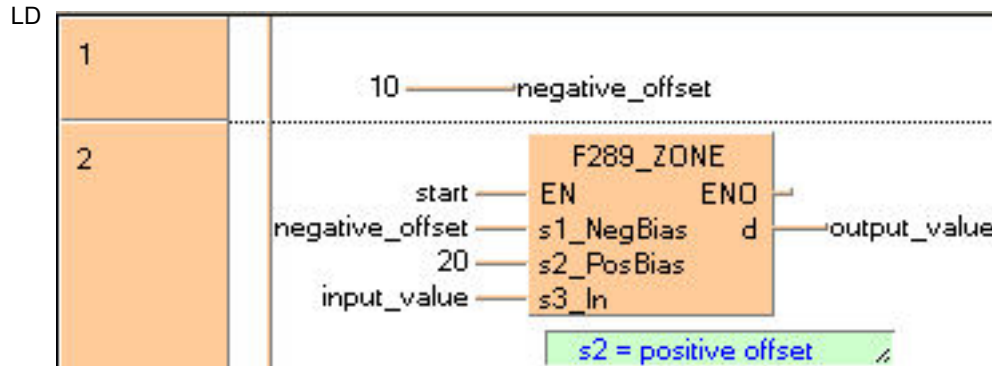 LD
1
10 negative_offset
2
F289_ZONE
start EN ENO
negative_offset s1_NegBias d output_value
20 s2_PosBias
input_value s3_In
s2 = positive offset